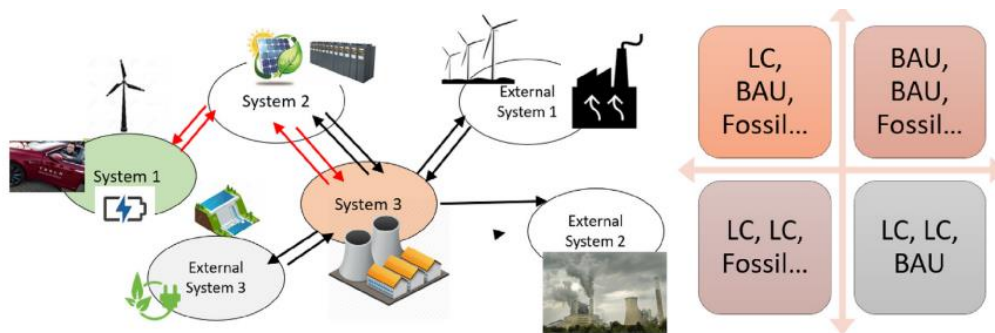 System 1
System 2
System 3
External
System 1
External
System 2
External
System 3
LC,
BAU,
Fossil...
BAU,
BAU,
Fossil...
LC, LC,
Fossil...
LC, LC,
BAU